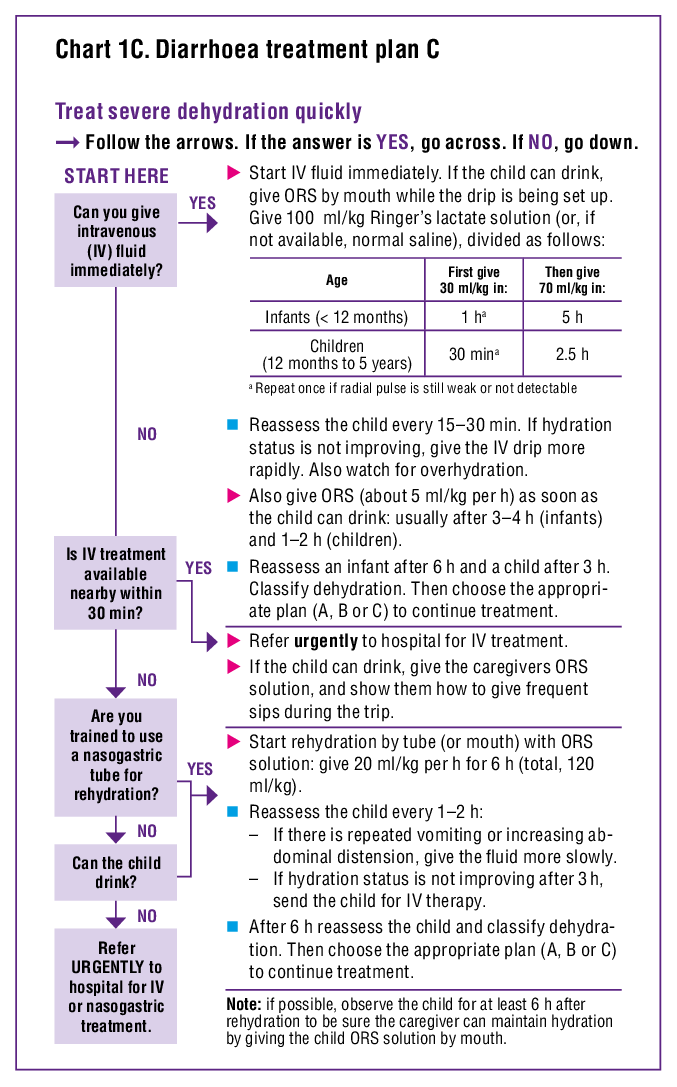 Chart 1C. Diarrhoea treatment plan C
Treat severe dehydration quickly
→ Follow the arrows. If the answer is YES, go across. If NO, go down.
START HERE
Can you give
intravenous
(IV) fluid
immediately?
YES
▶ Start IV fluid immediately. If the child can drink,
give ORS by mouth while the drip is being set up.
Give 100 ml/kg Ringer's lactate solution (or, if
not available, normal saline), divided as follows:
Age
First give
30 ml/kg in:
Then give
70 ml/kg in:
Infants (< 12 months)
1 hᵃ
5 h
Children
(12 months to 5 years)
30 minᵃ
2.5 h
ᵃ Repeat once if radial pulse is still weak or not detectable
■ Reassess the child every 15–30 min. If hydration
status is not improving, give the IV drip more
rapidly. Also watch for overhydration.
▶ Also give ORS (about 5 ml/kg per h) as soon as
the child can drink: usually after 3–4 h (infants)
and 1–2 h (children).
■ Reassess an infant after 6 h and a child after 3 h.
Classify dehydration. Then choose the appropri-
ate plan (A, B or C) to continue treatment.
NO
Is IV treatment
available
nearby within
30 min?
YES
▶ Refer urgently to hospital for IV treatment.
▶ If the child can drink, give the caregivers ORS
solution, and show them how to give frequent
sips during the trip.
NO
Are you
trained to use
a nasogastric
tube for
rehydration?
YES
▶ Start rehydration by tube (or mouth) with ORS
solution: give 20 ml/kg per h for 6 h (total, 120
ml/kg).
■ Reassess the child every 1–2 h:
– If there is repeated vomiting or increasing ab-
dominal distension, give the fluid more slowly.
– If hydration status is not improving after 3 h,
send the child for IV therapy.
■ After 6 h reassess the child and classify dehydra-
tion. Then choose the appropriate plan (A, B or C)
to continue treatment.
NO
Can the child
drink?
NO
Refer
URGENTLY to
hospital for IV
or nasogastric
treatment.
Note: if possible, observe the child for at least 6 h after
rehydration to be sure the caregiver can maintain hydration
by giving the child ORS solution by mouth.